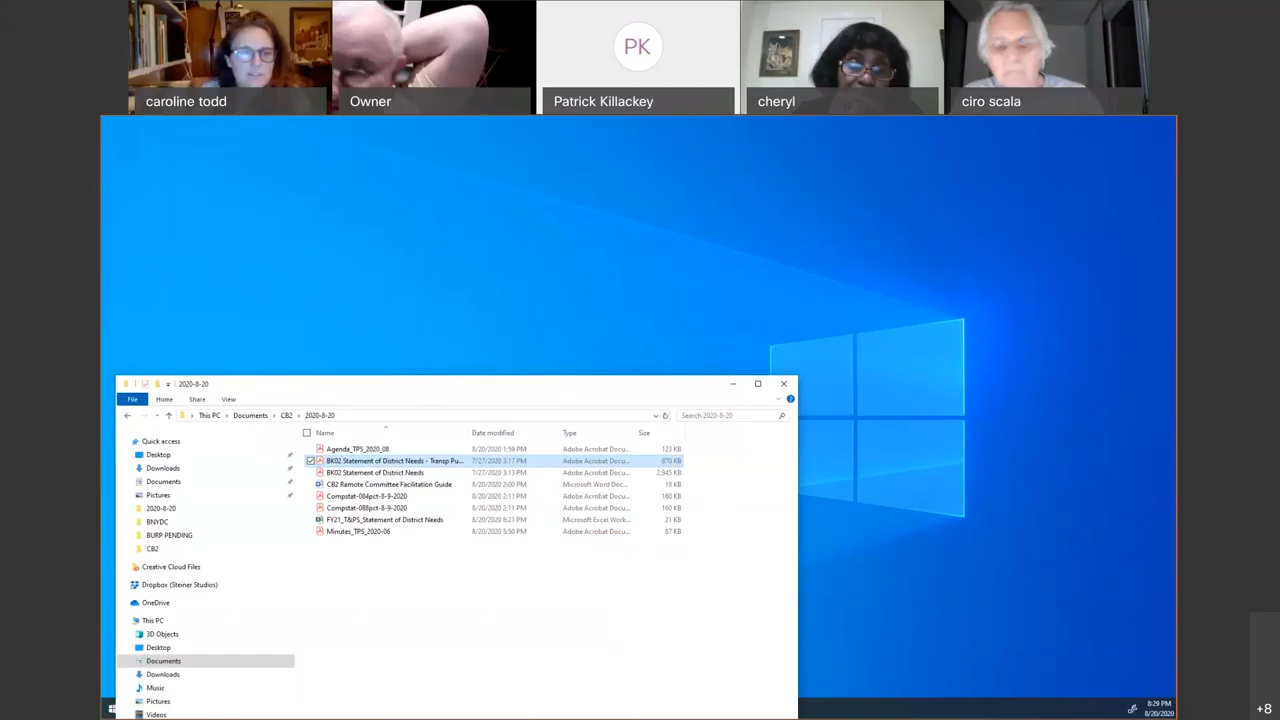 PK
caroline todd
Owner
Patrick Killackey
cheryl
ciro scala
2020-8-20
File Home Share View
This PC Documents CB2 2020-8-20
Search 2020-8-20
Name Date modified Type Size
Quick access
Desktop
Downloads
Documents
Pictures
2020-8-20
BNYDC
BURP PENDING
CB2
Creative Cloud Files
Dropbox (Steiner Studios)
OneDrive
This PC
3D Objects
Desktop
Documents
Downloads
Music
Pictures
Videos
Agenda_TPS_2020_08 8/20/2020 1:59 PM Adobe Acrobat Docu... 123 KB
BK02 Statement of District Needs - Transp Pu... 7/27/2020 3:17 PM Adobe Acrobat Docu... 870 KB
BK02 Statement of District Needs 7/27/2020 3:13 PM Adobe Acrobat Docu... 2,945 KB
CB2 Remote Committee Facilitation Guide 8/20/2020 2:00 PM Microsoft Word Doc... 18 KB
Compstat-084pct-8-9-2020 8/20/2020 2:11 PM Adobe Acrobat Docu... 160 KB
Compstat-088pct-8-9-2020 8/20/2020 2:11 PM Adobe Acrobat Docu... 160 KB
FY21_T&PS_Statement of District Needs 8/20/2020 8:21 PM Microsoft Excel Work... 21 KB
Minutes_TPS_2020-06 8/20/2020 5:50 PM Adobe Acrobat Docu... 87 KB
8:29 PM
8/20/2020
+8